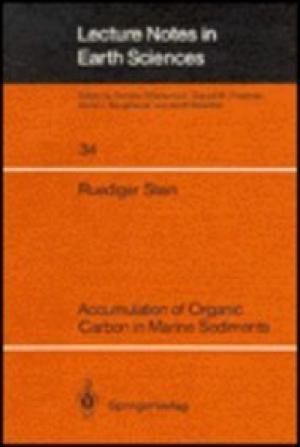 Lecture Notes in
Earth Sciences
34
Ruediger Stein
Accumulation of Organic
Carbon in Marine Sediments
Springer-Verlag